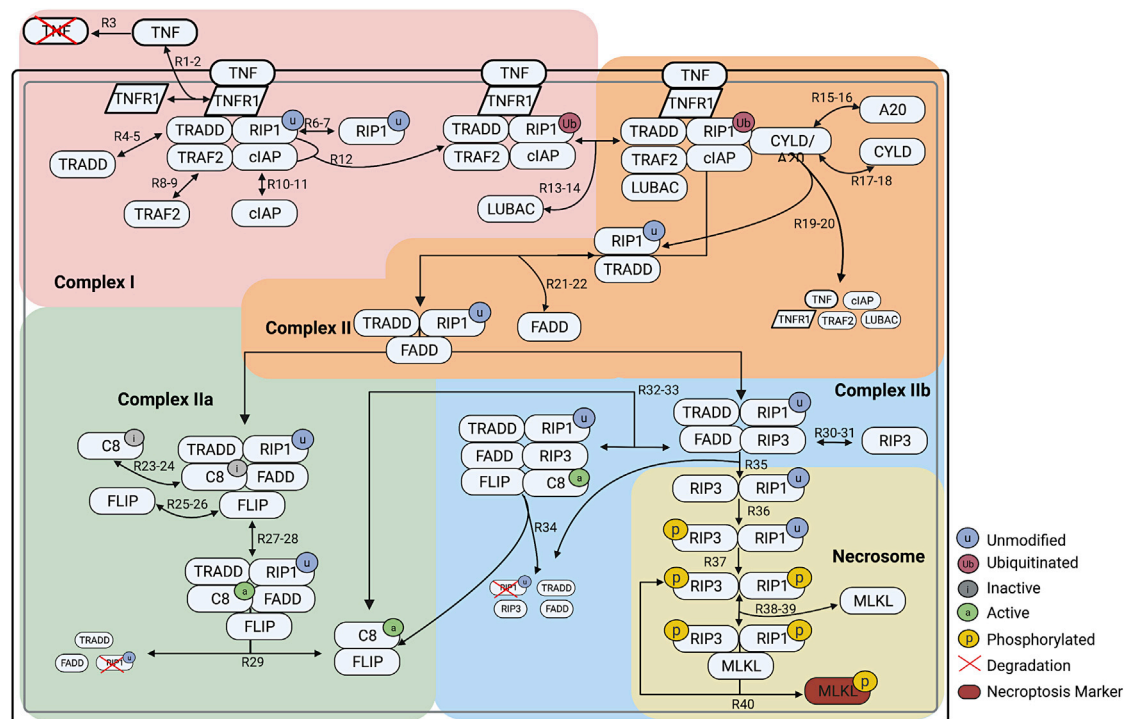 TNF
R3
TNF
R1-2
TNF
TNFR1
TNFR1
R4-5
TRADD
TRADD
RIP1
u
R6-7
RIP1
u
TRAF2
cIAP
R12
R8-9
R10-11
TRAF2
cIAP
TNF
TNFR1
TRADD
RIP1
Ub
TRAF2
cIAP
R13-14
LUBAC
Complex I
TNF
TNFR1
TRADD
RIP1
Ub
TRAF2
cIAP
LUBAC
CYLD/
A20
R15-16
A20
CYLD
R17-18
R19-20
TNF
cIAP
TNFR1
TRAF2
LUBAC
RIP1
u
TRADD
R21-22
FADD
Complex II
TRADD
RIP1
u
FADD
Complex IIa
C8
i
R23-24
TRADD
RIP1
u
C8
i
FADD
FLIP
R25-26
FLIP
R27-28
TRADD
RIP1
u
C8
a
FADD
FLIP
TRADD
FADD
RIP1
u
R29
C8
a
FLIP
Complex IIb
R32-33
TRADD
RIP1
u
FADD
RIP3
R30-31
RIP3
TRADD
RIP1
u
FADD
RIP3
FLIP
C8
a
R34
RIP1
u
TRADD
RIP3
FADD
R35
RIP3
RIP1
u
R36
p
RIP3
RIP1
u
Necrosome
R37
p
RIP3
RIP1
p
R38-39
MLKL
p
RIP3
RIP1
p
MLKL
R40
MLKL
p
u
Unmodified
Ub
Ubiquitinated
i
Inactive
a
Active
p
Phosphorylated
Degradation
Necroptosis Marker